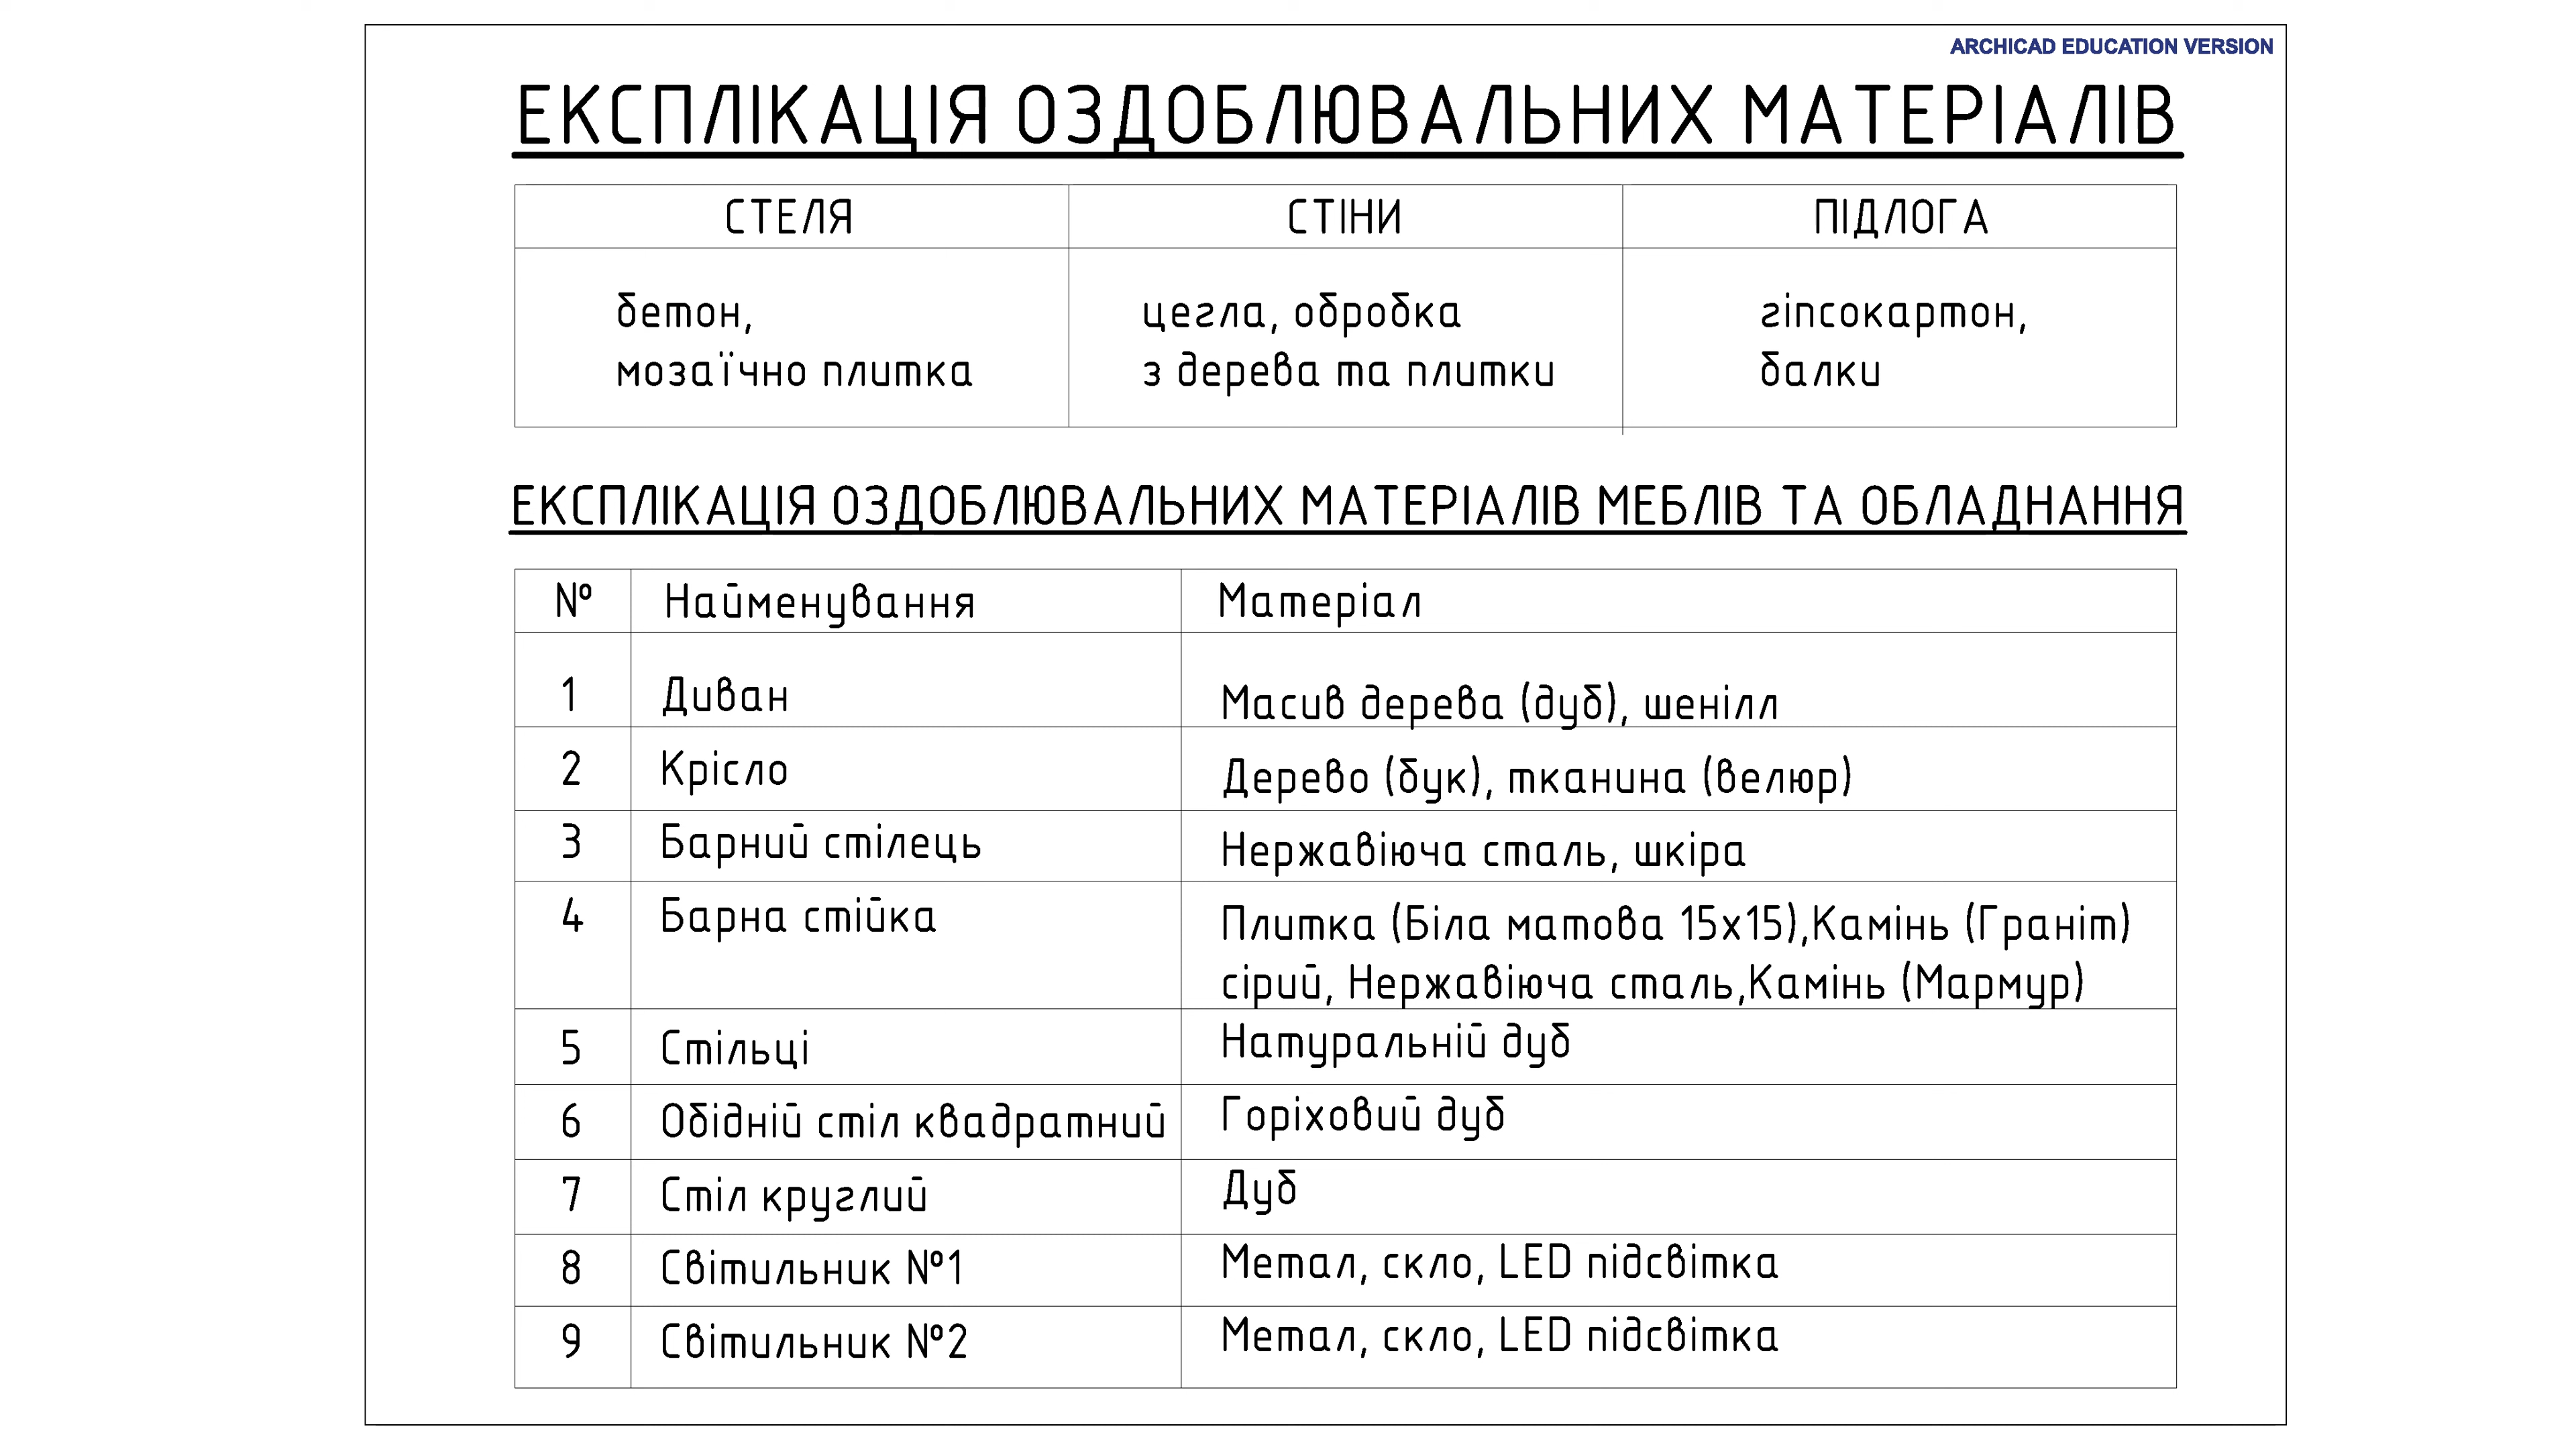 ARCHICAD EDUCATION VERSION
ЕКСПЛІКАЦІЯ ОЗДОБЛЮВАЛЬНИХ МАТЕРІАЛІВ
СТЕЛЯ СТІНИ ПІДЛОГА
бетон, цегла, обробка гіпсокартон,
мозаїчно плитка з дерева та плитки балки
ЕКСПЛІКАЦІЯ ОЗДОБЛЮВАЛЬНИХ МАТЕРІАЛІВ МЕБЛІВ ТА ОБЛАДНАННЯ
№ Найменування Матеріал
1 Диван Масив дерева (дуб), шенілл
2 Крісло Дерево (бук), тканина (велюр)
3 Барний стілець Нержавіюча сталь, шкіра
4 Барна стійка Плитка (Біла матова 15х15),Камінь (Граніт)
сірий, Нержавіюча сталь,Камінь (Мармур)
5 Стільці Натуральній дуб
6 Обідній стіл квадратний Горіховий дуб
7 Стіл круглий Дуб
8 Світильник №1 Метал, скло, LED підсвітка
9 Світильник №2 Метал, скло, LED підсвітка